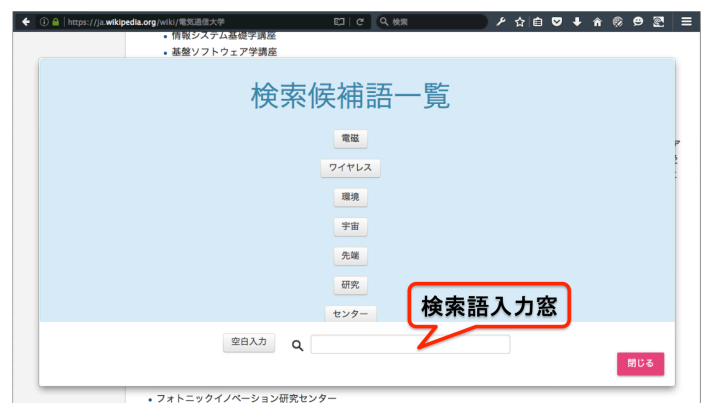 https://ja.wikipedia.org/wiki/電気通信大学
検索
情報システム基礎学講座
基盤ソフトウェア学講座
検索候補語一覧
電磁
ワイヤレス
環境
宇宙
先端
研究
センター
検索語入力窓
空白入力
閉じる
フォトニックイノベーション研究センター